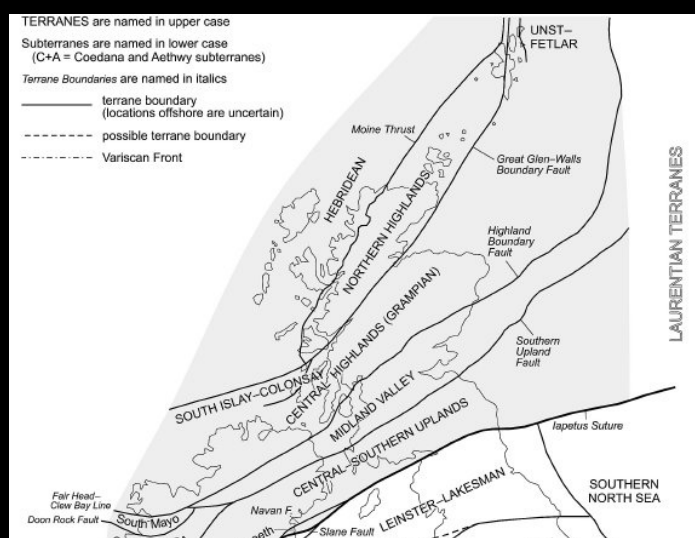 TERRANES are named in upper case
Subterranes are named in lower case
(C+A = Coedana and Aethwy subterranes)
Terrane Boundaries are named in italics
terrane boundary
(locations offshore are uncertain)
possible terrane boundary
Variscan Front
UNST–
FETLAR
Moine Thrust
Great Glen–Walls
Boundary Fault
HEBRIDEAN
NORTHERN HIGHLANDS
LAURENTIAN TERRANES
Highland
Boundary
Fault
CENTRAL HIGHLANDS (GRAMPIAN)
Southern
Upland
Fault
SOUTH ISLAY–COLONSAY
MIDLAND VALLEY
CENTRAL–SOUTHERN UPLANDS
Iapetus Suture
Fair Head–
Clew Bay Line
Doon Rock Fault
South Mayo
Navan F.
Slane Fault
LEINSTER–LAKESMAN
SOUTHERN
NORTH SEA